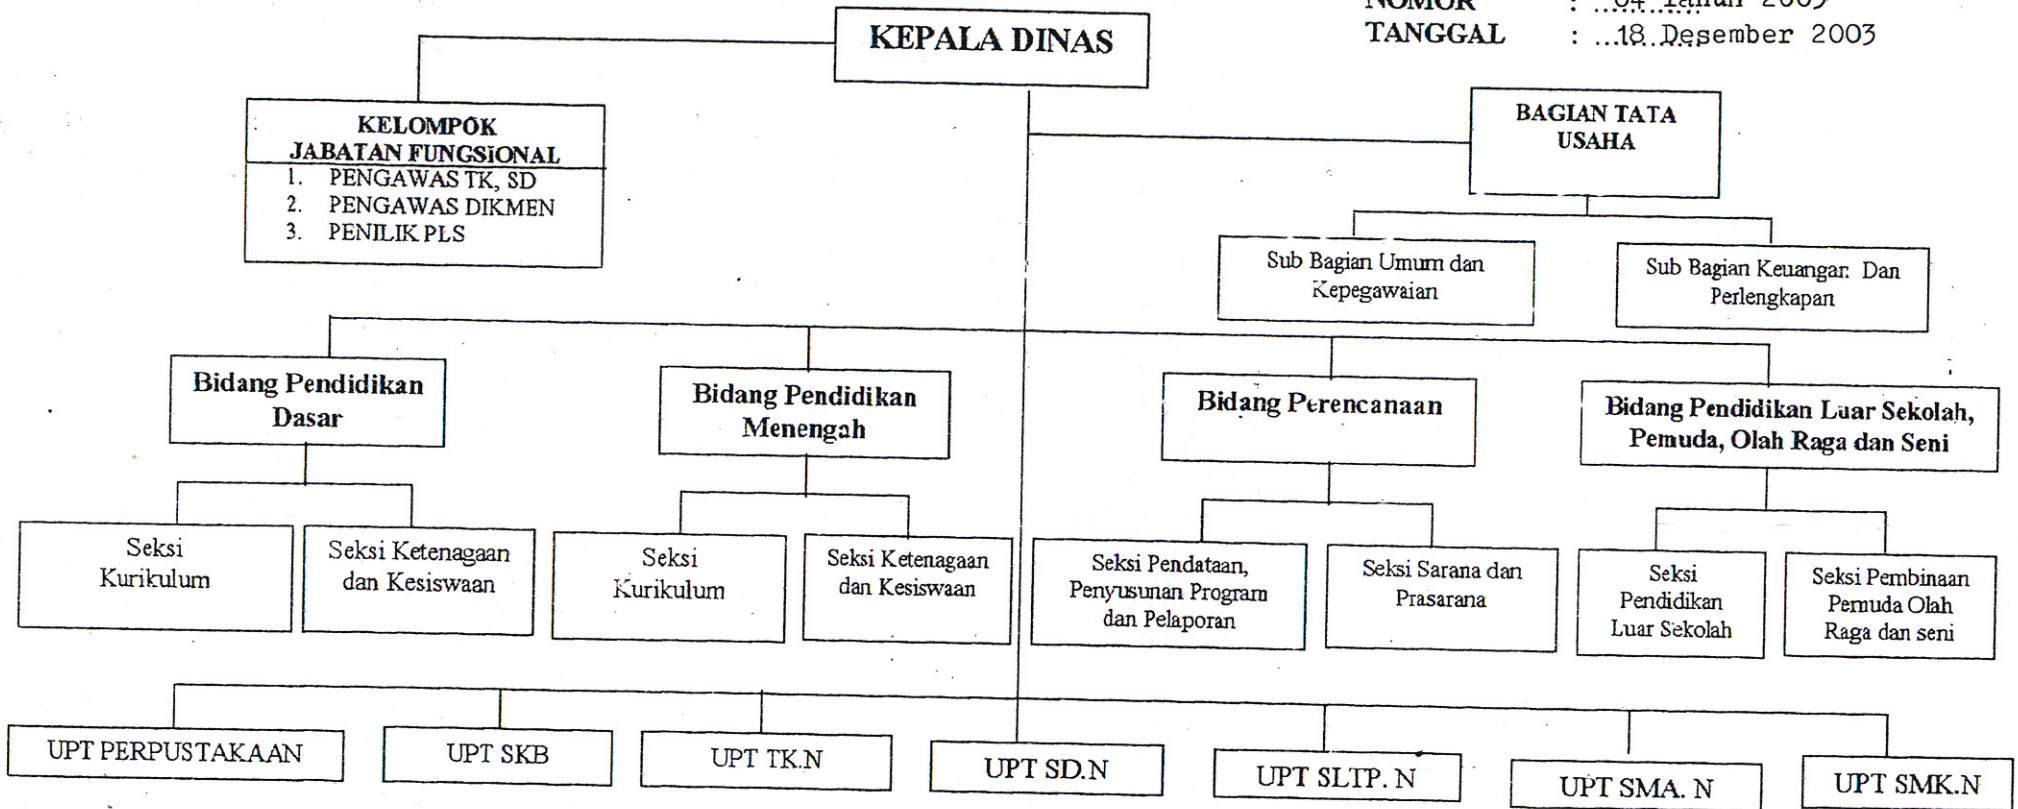 NOMOR : ...04 Tahun 2003
TANGGAL : ...18 Desember 2003
KEPALA DINAS
KELOMPOK
JABATAN FUNGSIONAL
1. PENGAWAS TK, SD
2. PENGAWAS DIKMEN
3. PENILIK PLS
BAGIAN TATA
USAHA
Sub Bagian Umum dan
Kepegawaian
Sub Bagian Keuangan Dan
Perlengkapan
Bidang Pendidikan
Dasar
Bidang Pendidikan
Menengah
Bidang Perencanaan
Bidang Pendidikan Luar Sekolah,
Pemuda, Olah Raga dan Seni
Seksi
Kurikulum
Seksi Ketenagaan
dan Kesiswaan
Seksi
Kurikulum
Seksi Ketenagaan
dan Kesiswaan
Seksi Pendataan,
Penyusunan Program
dan Pelaporan
Seksi Sarana dan
Prasarana
Seksi
Pendidikan
Luar Sekolah
Seksi Pembinaan
Pemuda Olah
Raga dan seni
UPT PERPUSTAKAAN
UPT SKB
UPT TK.N
UPT SD.N
UPT SLTP. N
UPT SMA. N
UPT SMK.N